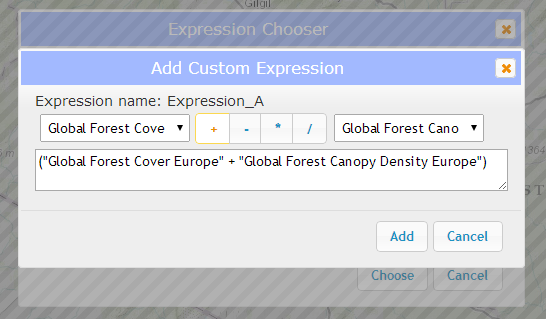 Gilgil
Expression Chooser
Add Custom Expression
Expression name: Expression_A
Global Forest Cove + - * / Global Forest Cano
("Global Forest Cover Europe" + "Global Forest Canopy Density Europe")
Add Cancel
Choose Cancel